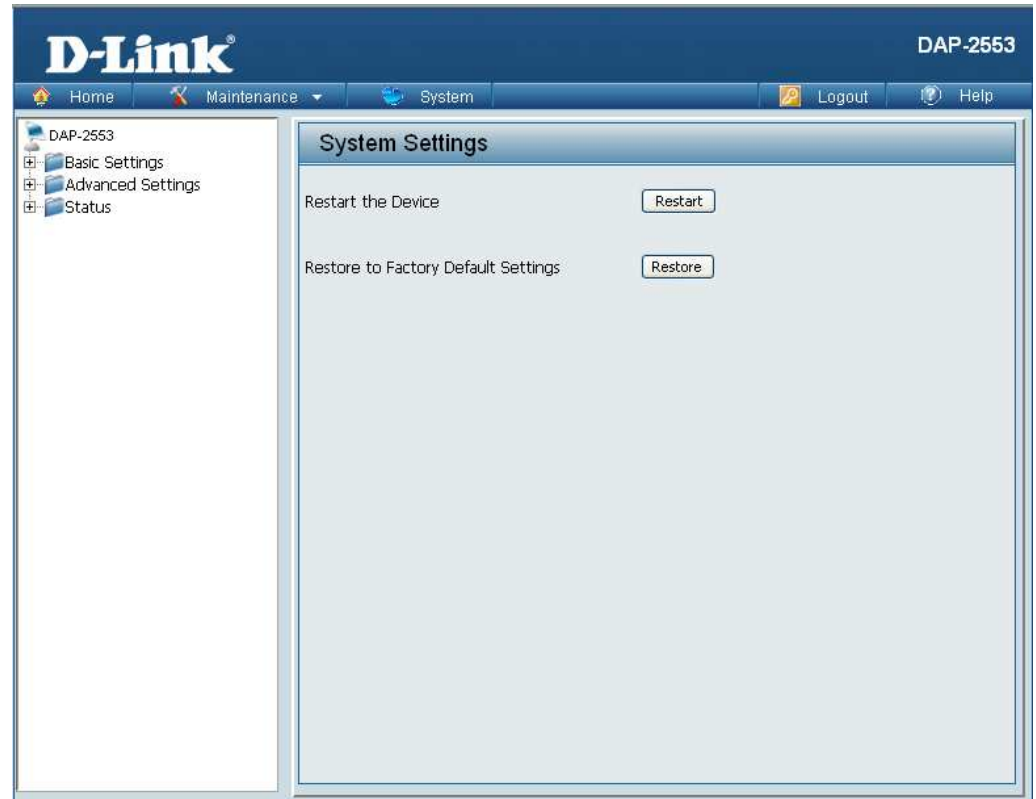 D-Link®
DAP-2553
Home Maintenance System Logout Help
DAP-2553
Basic Settings
Advanced Settings
Status
System Settings
Restart the Device Restart
Restore to Factory Default Settings Restore